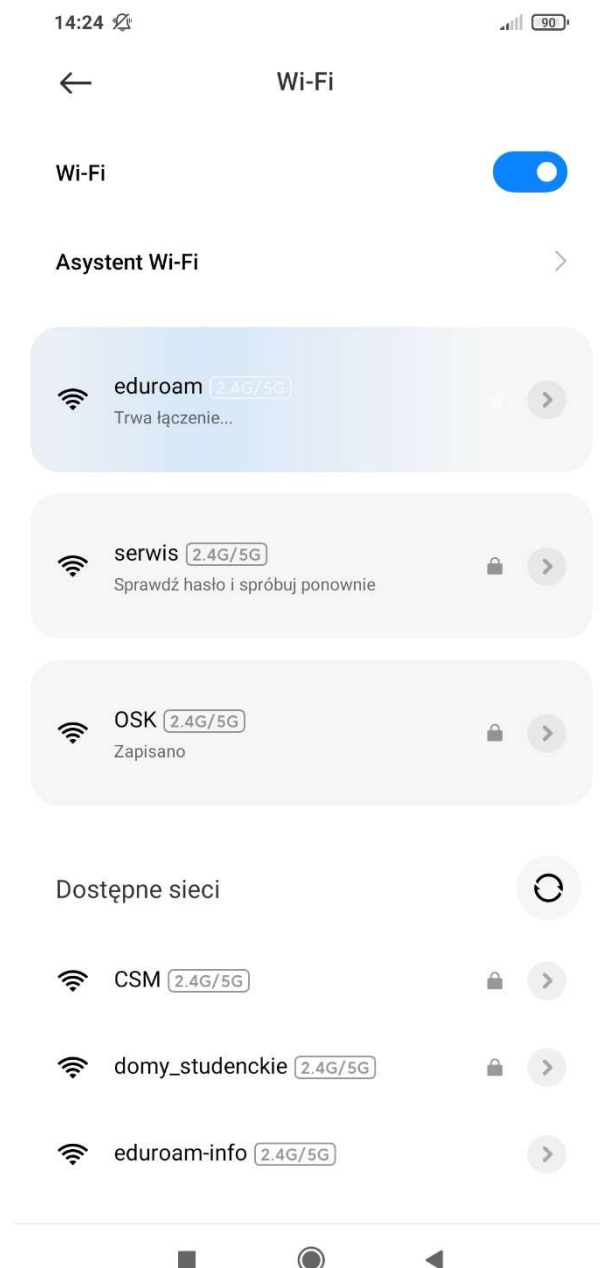 14:24 90
Wi-Fi
Wi-Fi
Asystent Wi-Fi
eduroam 2.4G/5G
Trwa łączenie...
serwis 2.4G/5G
Sprawdź hasło i spróbuj ponownie
OSK 2.4G/5G
Zapisano
Dostępne sieci
CSM 2.4G/5G
domy_studenckie 2.4G/5G
eduroam-info 2.4G/5G